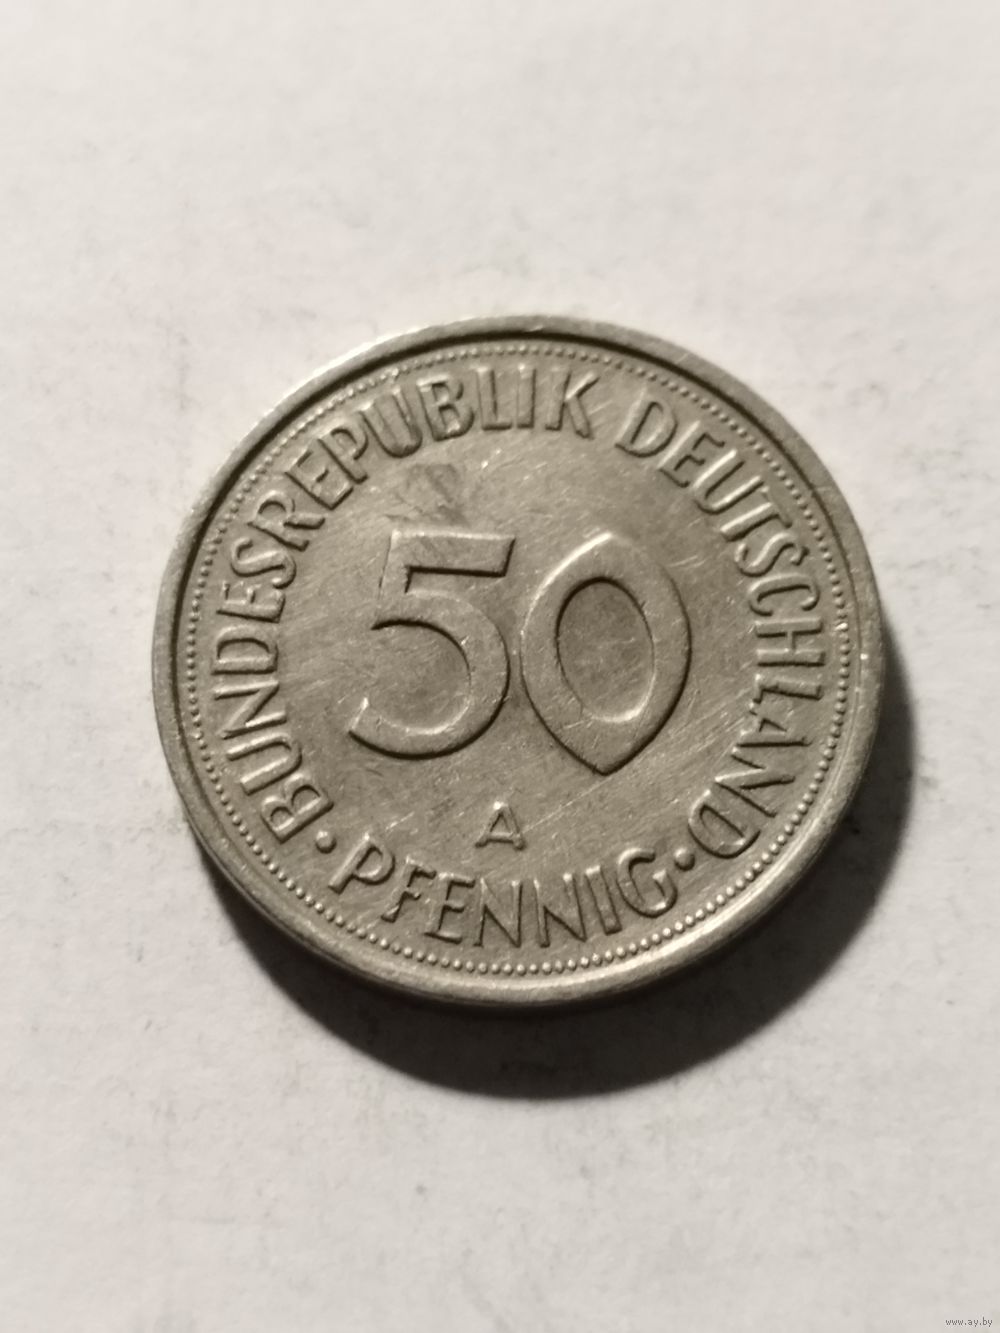 • BUNDESREPUBLIK DEUTSCHLAND •
50
A
PFENNIG
www.ay.by